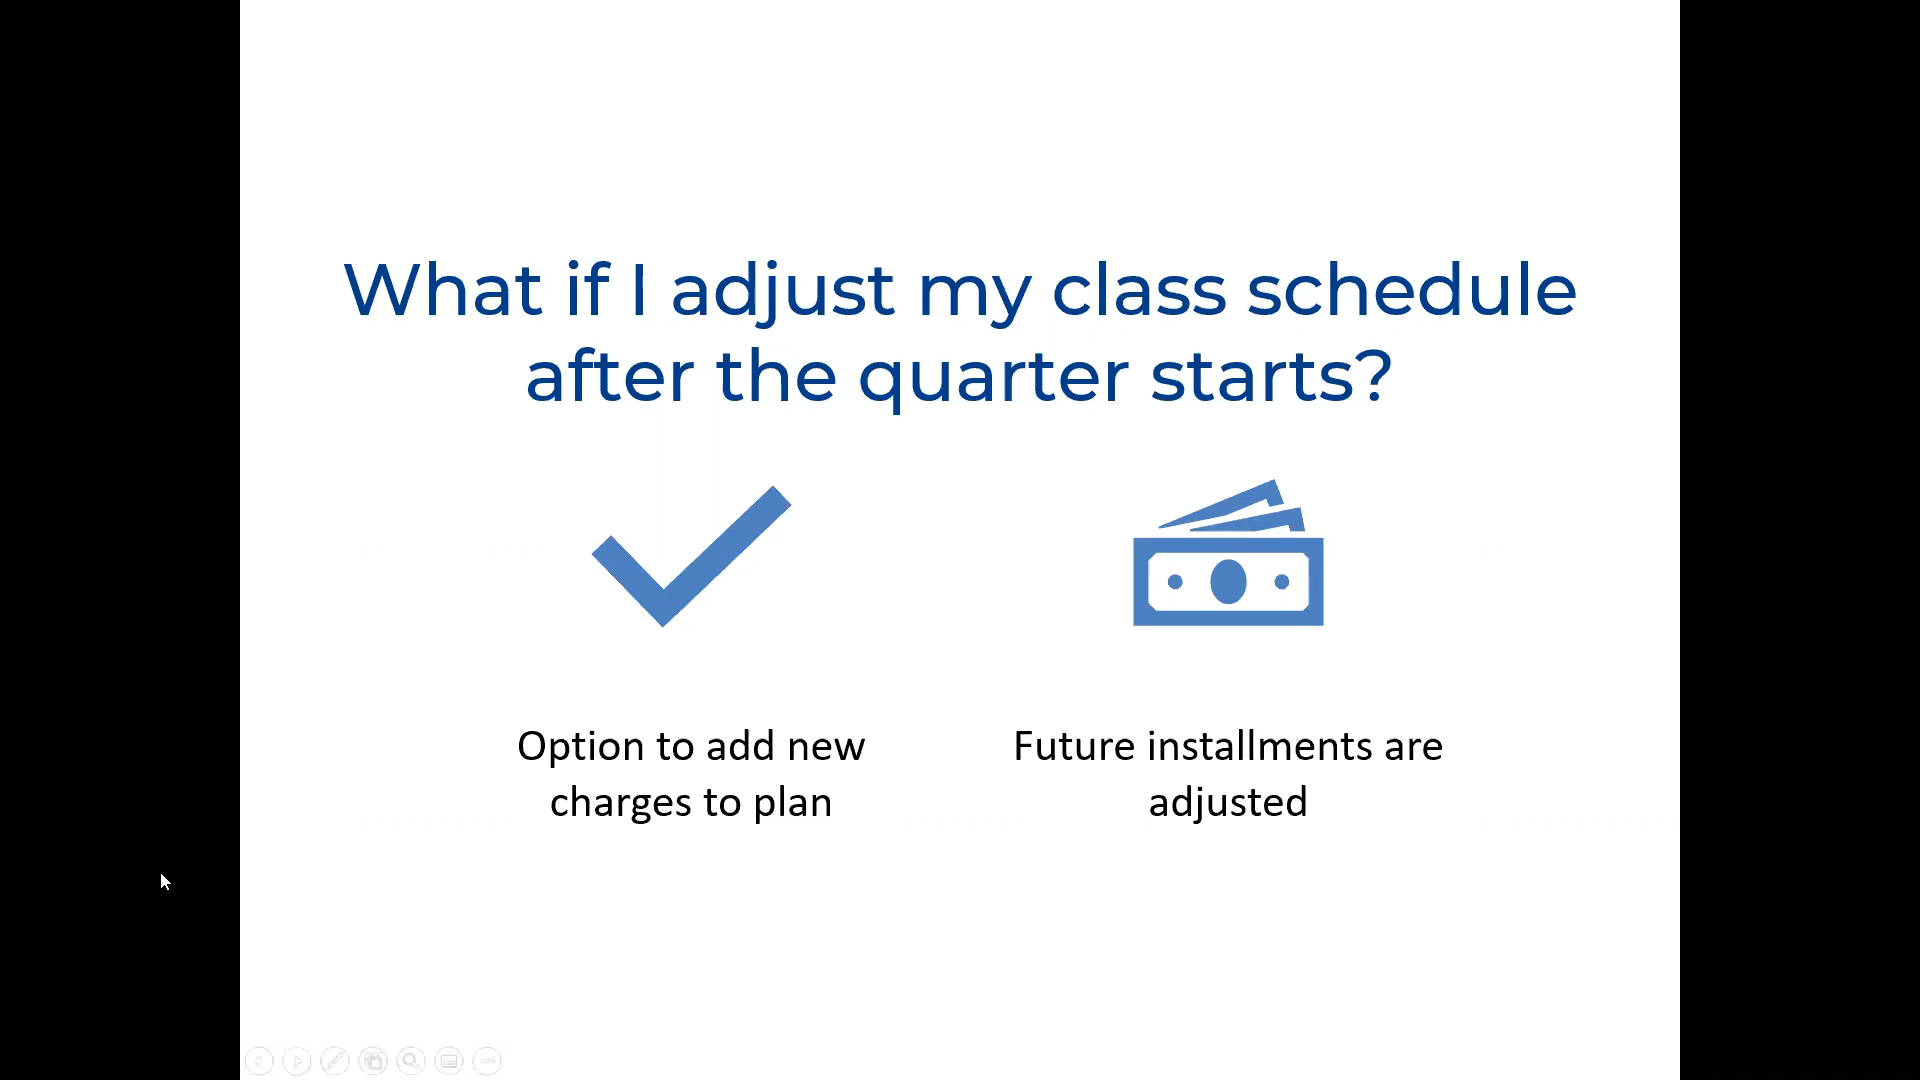 What if I adjust my class schedule
after the quarter starts?
Option to add new
charges to plan
Future installments are
adjusted